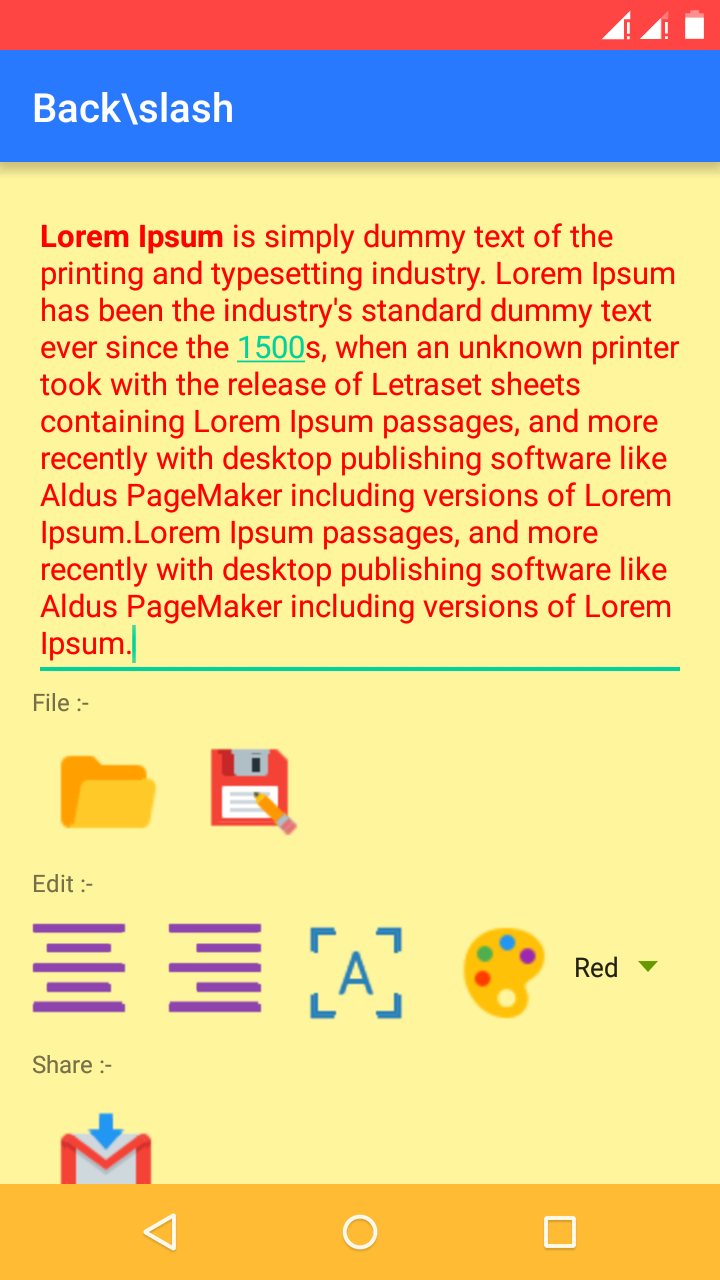 Back\slash
Lorem Ipsum is simply dummy text of the
printing and typesetting industry. Lorem Ipsum
has been the industry's standard dummy text
ever since the 1500s, when an unknown printer
took with the release of Letraset sheets
containing Lorem Ipsum passages, and more
recently with desktop publishing software like
Aldus PageMaker including versions of Lorem
Ipsum.Lorem Ipsum passages, and more
recently with desktop publishing software like
Aldus PageMaker including versions of Lorem
Ipsum.
File :-
Edit :-
A
Red
Share :-